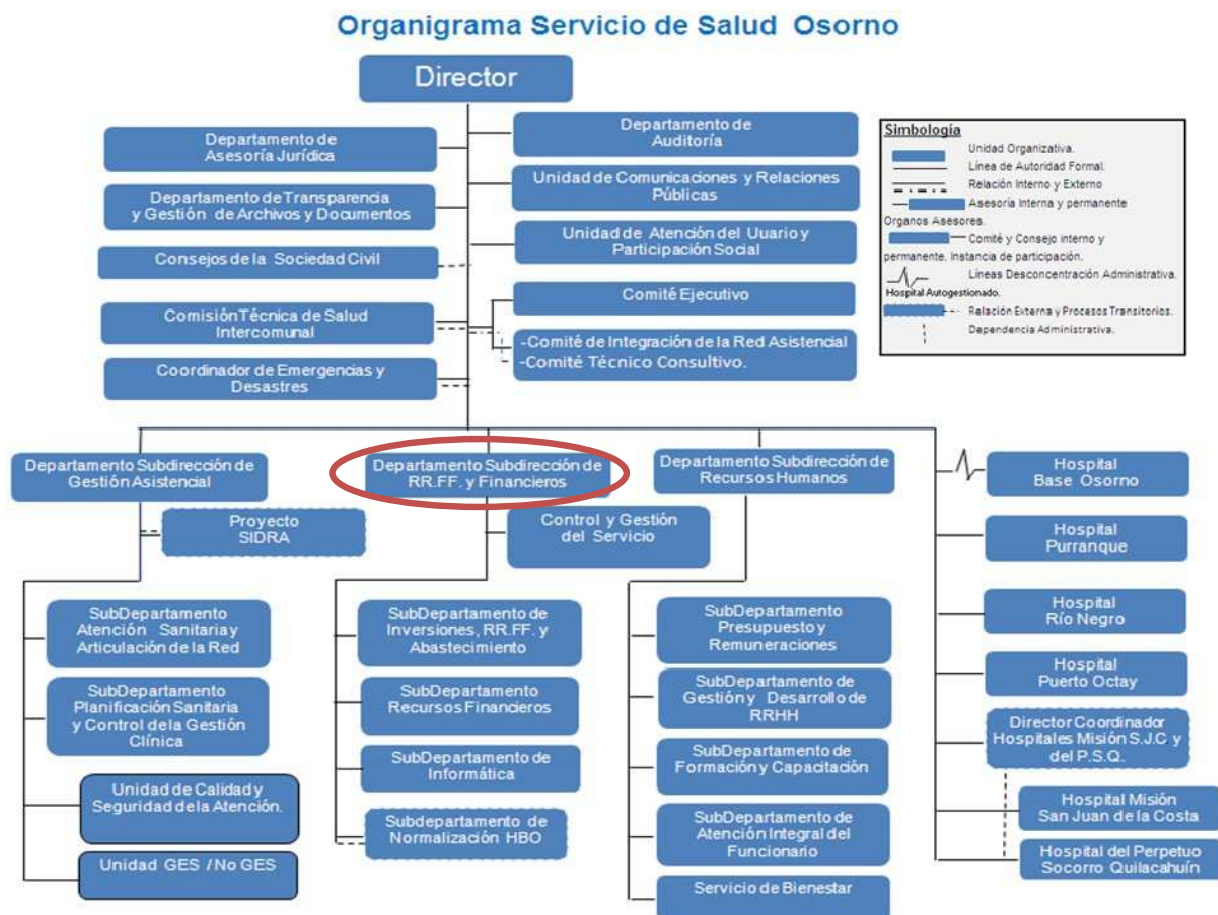 Organigrama Servicio de Salud Osorno
Director
Departamento de
Asesoría Jurídica
Departamento de
Auditoría
Departamento de Transparencia
y Gestión de Archivos y Documentos
Unidad de Comunicaciones y Relaciones
Públicas
Consejos de la Sociedad Civil
Unidad de Atención del Uuario y
Participación Social
Comisión Técnica de Salud
Intercomunal
Comité Ejecutivo
Coordinador de Emergencias y
Desastres
-Comité de Integración de la Red Asistencial
-Comité Técnico Consultivo.
Simbología
Unidad Organizativa.
Línea de Autoridad Formal.
Relación Interno y Externo
Asesoría Interna y permanente
Organos Asesores.
Comité y Consejo interno y
permanente. Instancia de participación.
Líneas Desconcentración Administrativa.
Hospital Autogestionado.
Relación Externa y Procesos Transitorios.
Dependencia Administrativa.
Departamento Subdirección de
Gestión Asistencial
Departamento Subdirección de
RR.FF. y Financieros
Departamento Subdirección de
Recursos Humanos
Proyecto
SIDRA
Control y Gestión
del Servicio
SubDepartamento
Atención Sanitaria y
Articulación de la Red
SubDepartamento
Planificación Sanitaria
y Control de la Gestión
Clínica
Unidad de Calidad y
Seguridad de la Atención.
Unidad GES / No GES
SubDepartamento de
Inversiones, RR.FF. y
Abastecimiento
SubDepartamento
Recursos Financieros
SubDepartamento de
Informática
Subdepartamento de
Normalización HBO
SubDepartamento
Presupuesto y
Remuneraciones
SubDepartamento de
Gestión y Desarrollo de
RRHH
SubDepartamento de
Formación y Capacitación
SubDepartamento de
Atención Integral del
Funcionario
Servicio de Bienestar
Hospital
Base Osorno
Hospital
Purranque
Hospital
Río Negro
Hospital
Puerto Octay
Director Coordinador
Hospitales Misión S.J.C y
del P.S.Q.
Hospital Misión
San Juan de la Costa
Hospital del Perpetuo
Socorro Quilacahuín